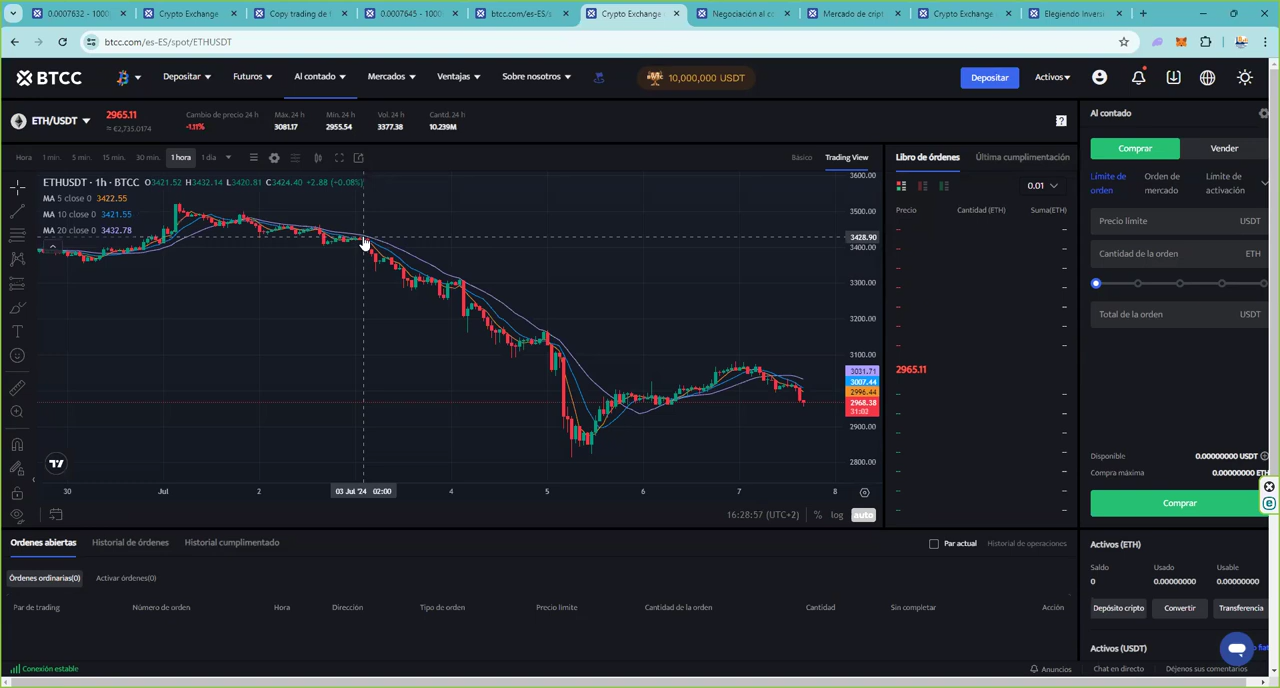 0.0007632 - 1000
Crypto Exchange
Copy trading de
0.0007645 - 1000
btcc.com/es-ES/s
Crypto Exchange
Negociación al co
Mercado de cript
Crypto Exchange
Elegiendo Inversi
btcc.com/es-ES/spot/ETHUSDT
BTCC
Depositar
Futuros
Al contado
Mercados
Ventajas
Sobre nosotros
10,000,000 USDT
Depositar
Activos
ETH/USDT
2965.11
≈ €2,735.0174
Cambio de precio 24 h
-1.11%
Máx. 24 h
3081.17
Mín. 24 h
2955.54
Vol. 24 h
3377.38
Cantd. 24 h
10.239M
Hora
1 min.
5 min.
15 min.
30 min.
1 hora
1 día
Básico
Trading View
ETHUSDT · 1h · BTCC O3421.52 H3432.14 L3420.81 C3424.40 +2.88 (+0.08%)
MA 5 close 0 3422.55
MA 10 close 0 3421.55
MA 20 close 0 3432.78
3600.00
3500.00
3428.90
3400.00
3300.00
3200.00
3100.00
3031.71
3007.44
2996.44
2968.38
31:03
2900.00
2800.00
30
Jul
2
03 Jul '24 02:00
4
5
6
7
8
16:28:57 (UTC+2)
%
log
auto
Libro de órdenes
Última cumplimentación
0.01
Precio
Cantidad (ETH)
Suma(ETH)
2965.11
Al contado
Comprar
Vender
Límite de orden
Orden de mercado
Límite de activación
Precio límite USDT
Cantidad de la orden ETH
Total de la orden USDT
Disponible 0.00000000 USDT
Compra máxima 0.00000000 ETH
Comprar
Ordenes abiertas
Historial de órdenes
Historial cumplimentado
Par actual
Historial de operaciones
Órdenes ordinarias(0)
Activar órdenes(0)
Par de trading
Número de orden
Hora
Dirección
Tipo de orden
Precio límite
Cantidad de la orden
Cantidad
Sin completar
Acción
Activos (ETH)
Saldo
0
Usado
0.00000000
Usable
0.00000000
Depósito cripto
Convertir
Transferencia
Activos (USDT)
Conexión estable
Anuncios
Chat en directo
Déjenos sus comentarios